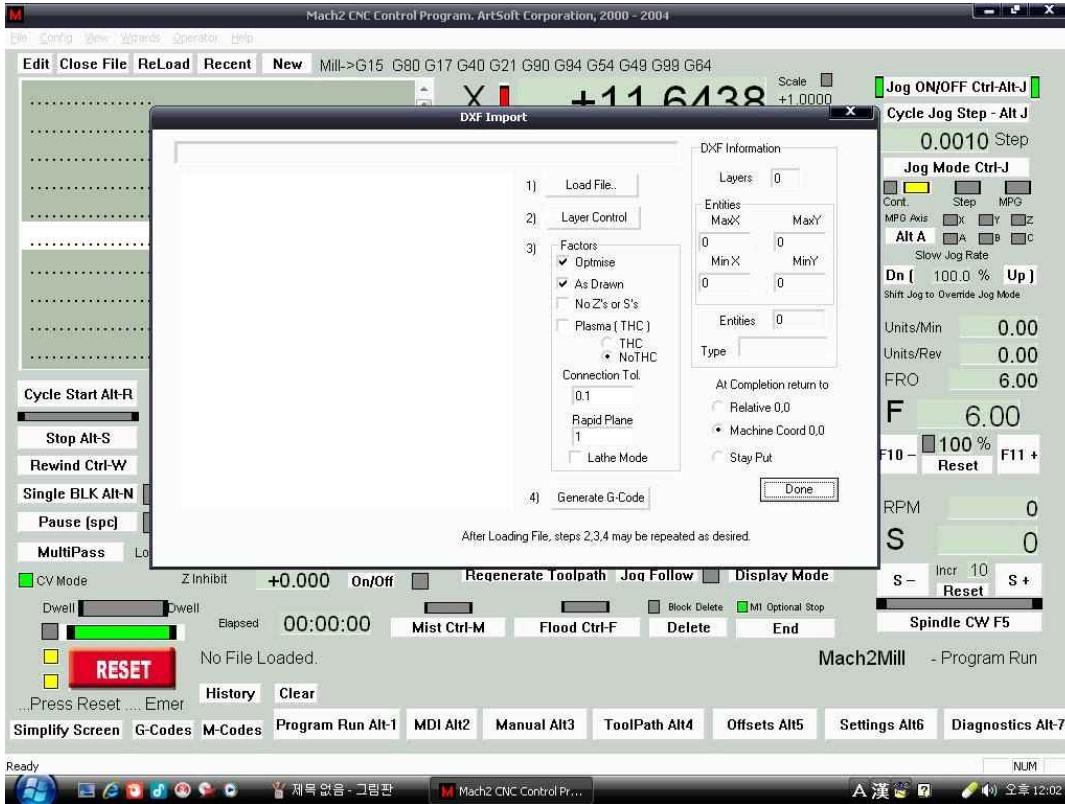 Mach2 CNC Control Program. ArtSoft Corporation, 2000 - 2004
File Config View Wizards Operator Help
Edit Close File ReLoad Recent New Mill->G15 G80 G17 G40 G21 G90 G94 G54 G49 G99 G64
X +11.6438 Scale +1.0000
Jog ON/OFF Ctrl-Alt-J
Cycle Jog Step - Alt J
0.0010 Step
Jog Mode Ctrl-J
Cont. Step MPG
MPG Axis X Y Z
Alt A A B C
Slow Jog Rate
Dn ( 100.0 % Up )
Shift Jog to Override Jog Mode
Units/Min 0.00
Units/Rev 0.00
FRO 6.00
F 6.00
F10 - 100 % F11 +
Reset
RPM 0
S 0
S - Incr 10 S +
Reset
Spindle CW F5
DXF Import
1) Load File..
2) Layer Control
3) Factors
Optmise
As Drawn
No Z's or S's
Plasma ( THC )
THC
NoTHC
Connection Tol.
0.1
Rapid Plane
1
Lathe Mode
4) Generate G-Code
DXF Information
Layers 0
Entities
MaxX MaxY
0 0
Min X MinY
0 0
Entities 0
Type
At Completion return to
Relative 0,0
Machine Coord 0,0
Stay Put
Done
After Loading File, steps 2,3,4 may be repeated as desired.
Cycle Start Alt-R
Stop Alt-S
Rewind Ctrl-W
Single BLK Alt-N
Pause (spc)
MultiPass Lo
CV Mode Z Inhibit +0.000 On/Off Regenerate Toolpath Jog Follow Display Mode
Dwell Dwell
Elapsed 00:00:00
Mist Ctrl-M Flood Ctrl-F
Block Delete M1 Optional Stop
Delete End
RESET
No File Loaded.
Mach2Mill - Program Run
...Press Reset .... Emer
History Clear
Simplify Screen G-Codes M-Codes Program Run Alt-1 MDI Alt2 Manual Alt3 ToolPath Alt4 Offsets Alt5 Settings Alt6 Diagnostics Alt-7
Ready NUM
제목 없음 - 그림판 Mach2 CNC Control Pr... A 漢 오후 12:02